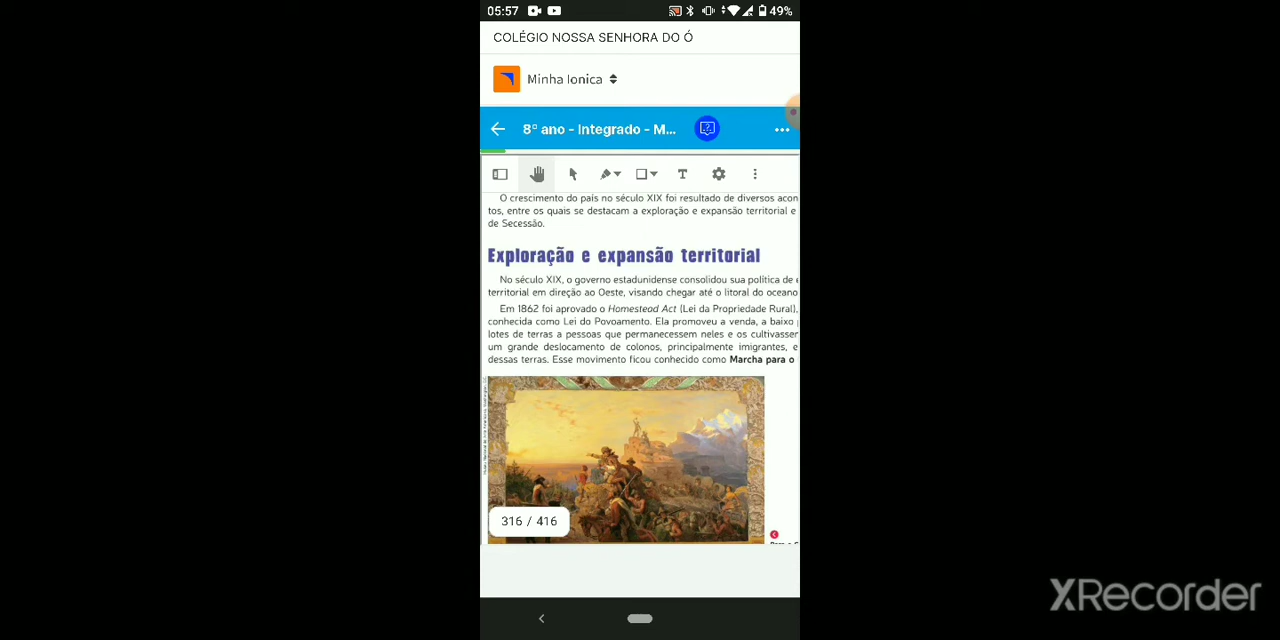 05:57 49%
COLÉGIO NOSSA SENHORA DO Ó
Minha Ionica
8º ano - Integrado - M...
T
O crescimento do país no século XIX foi resultado de diversos acon
tos, entre os quais se destacam a exploração e expansão territorial e
de Secessão.
Exploração e expansão territorial
No século XIX, o governo estadunidense consolidou sua política de e
territorial em direção ao Oeste, visando chegar até o litoral do oceano
Em 1862 foi aprovado o Homestead Act (Lei da Propriedade Rural),
conhecida como Lei do Povoamento. Ela promoveu a venda, a baixo
lotes de terras a pessoas que permanecessem neles e os cultivasser
um grande deslocamento de colonos, principalmente imigrantes, e
dessas terras. Esse movimento ficou conhecido como Marcha para o
316 / 416
XRecorder